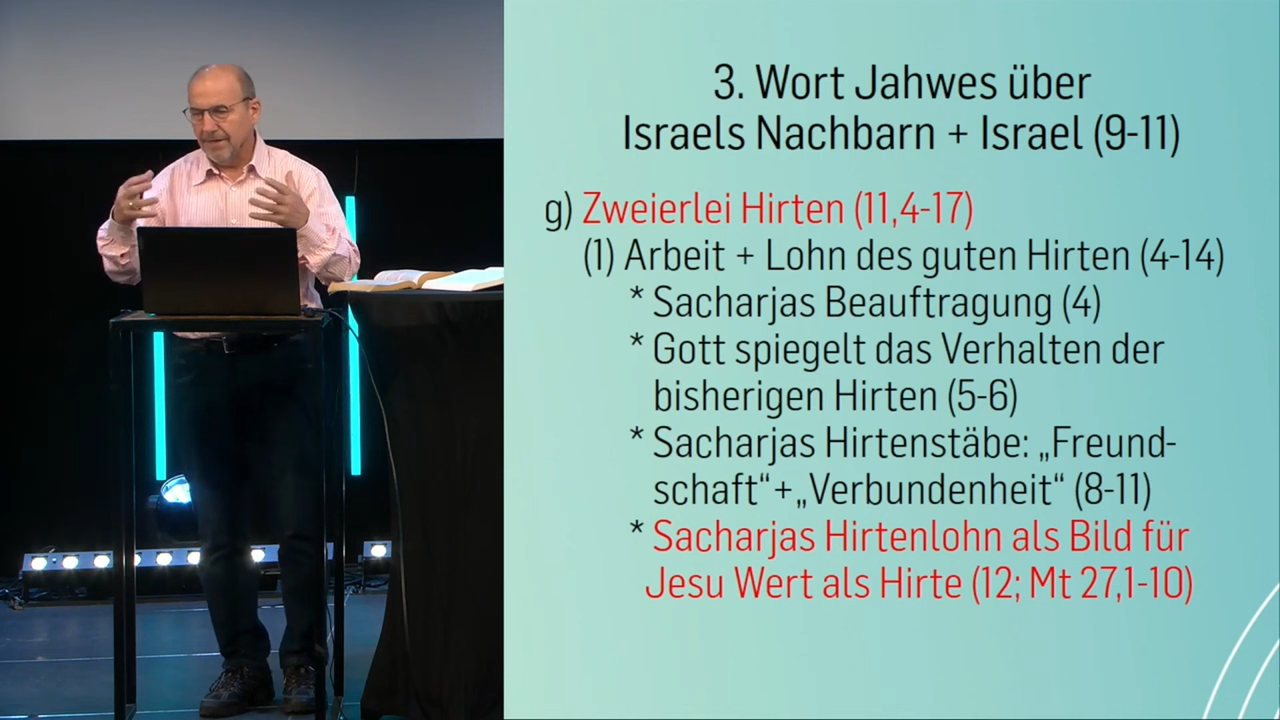 3. Wort Jahwes über
Israels Nachbarn + Israel (9-11)
g) Zweierlei Hirten (11,4-17)
(1) Arbeit + Lohn des guten Hirten (4-14)
* Sacharjas Beauftragung (4)
* Gott spiegelt das Verhalten der
bisherigen Hirten (5-6)
* Sacharjas Hirtenstäbe: „Freund-
schaft“+„Verbundenheit“ (8-11)
* Sacharjas Hirtenlohn als Bild für
Jesu Wert als Hirte (12; Mt 27,1-10)